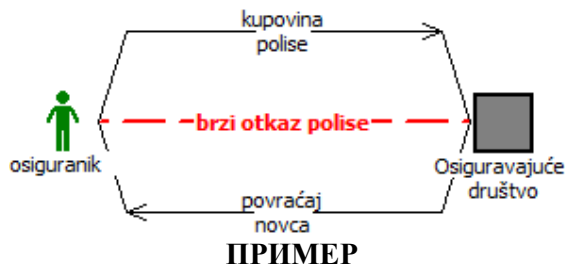 kupovina
polise
brzi otkaz polise
osiguranik
Osiguravajuće
društvo
povraćaj
novca
ПРИМЕР